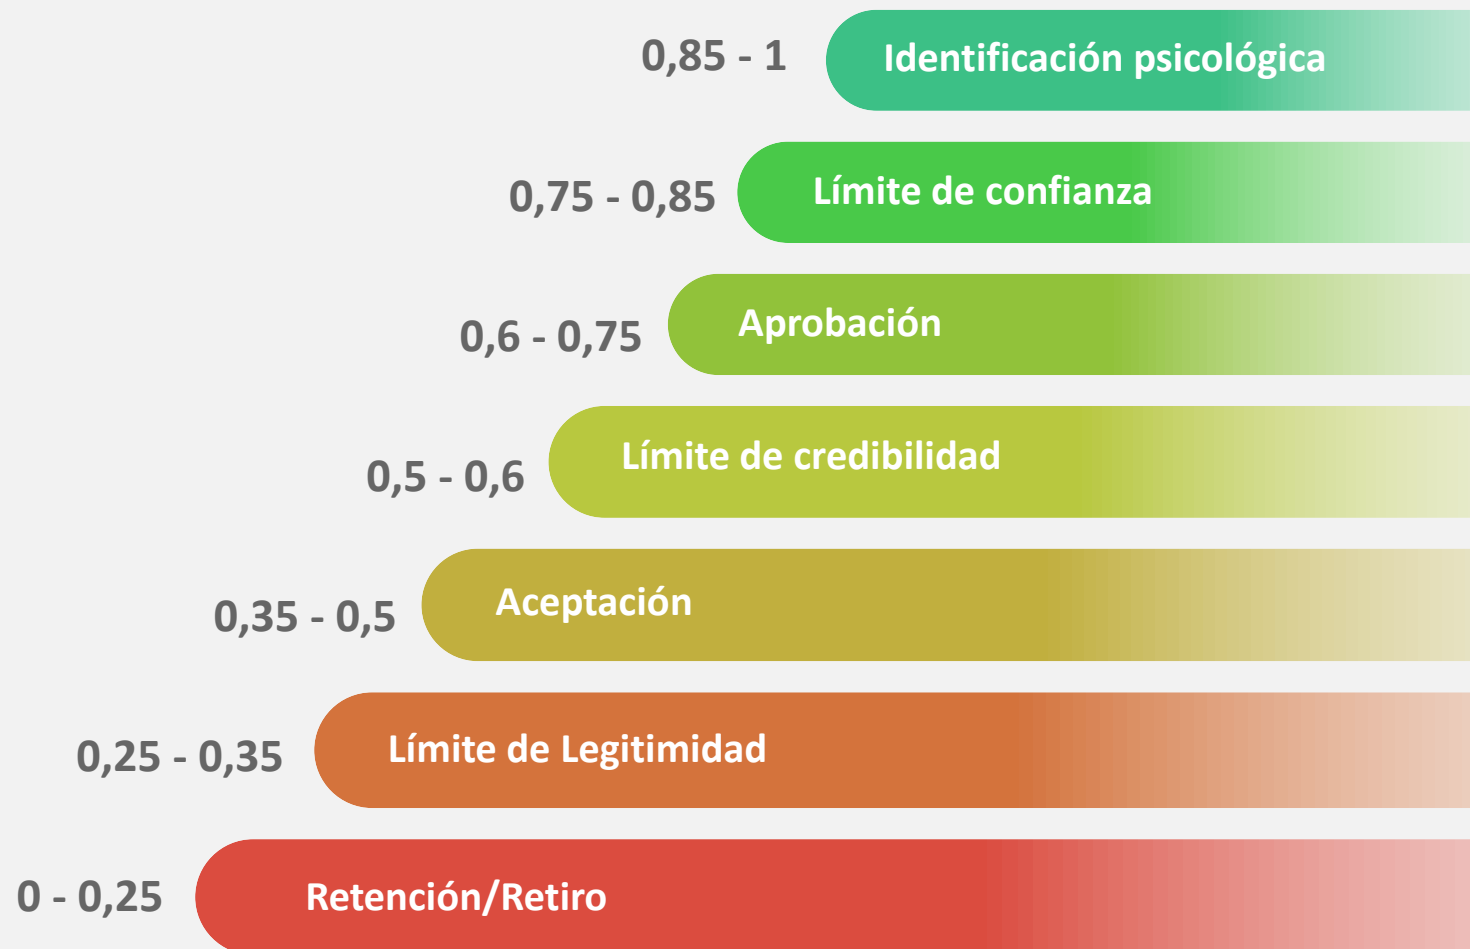 0,85 - 1 Identificación psicológica
0,75 - 0,85 Límite de confianza
0,6 - 0,75 Aprobación
0,5 - 0,6 Límite de credibilidad
0,35 - 0,5 Aceptación
0,25 - 0,35 Límite de Legitimidad
0 - 0,25 Retención/Retiro